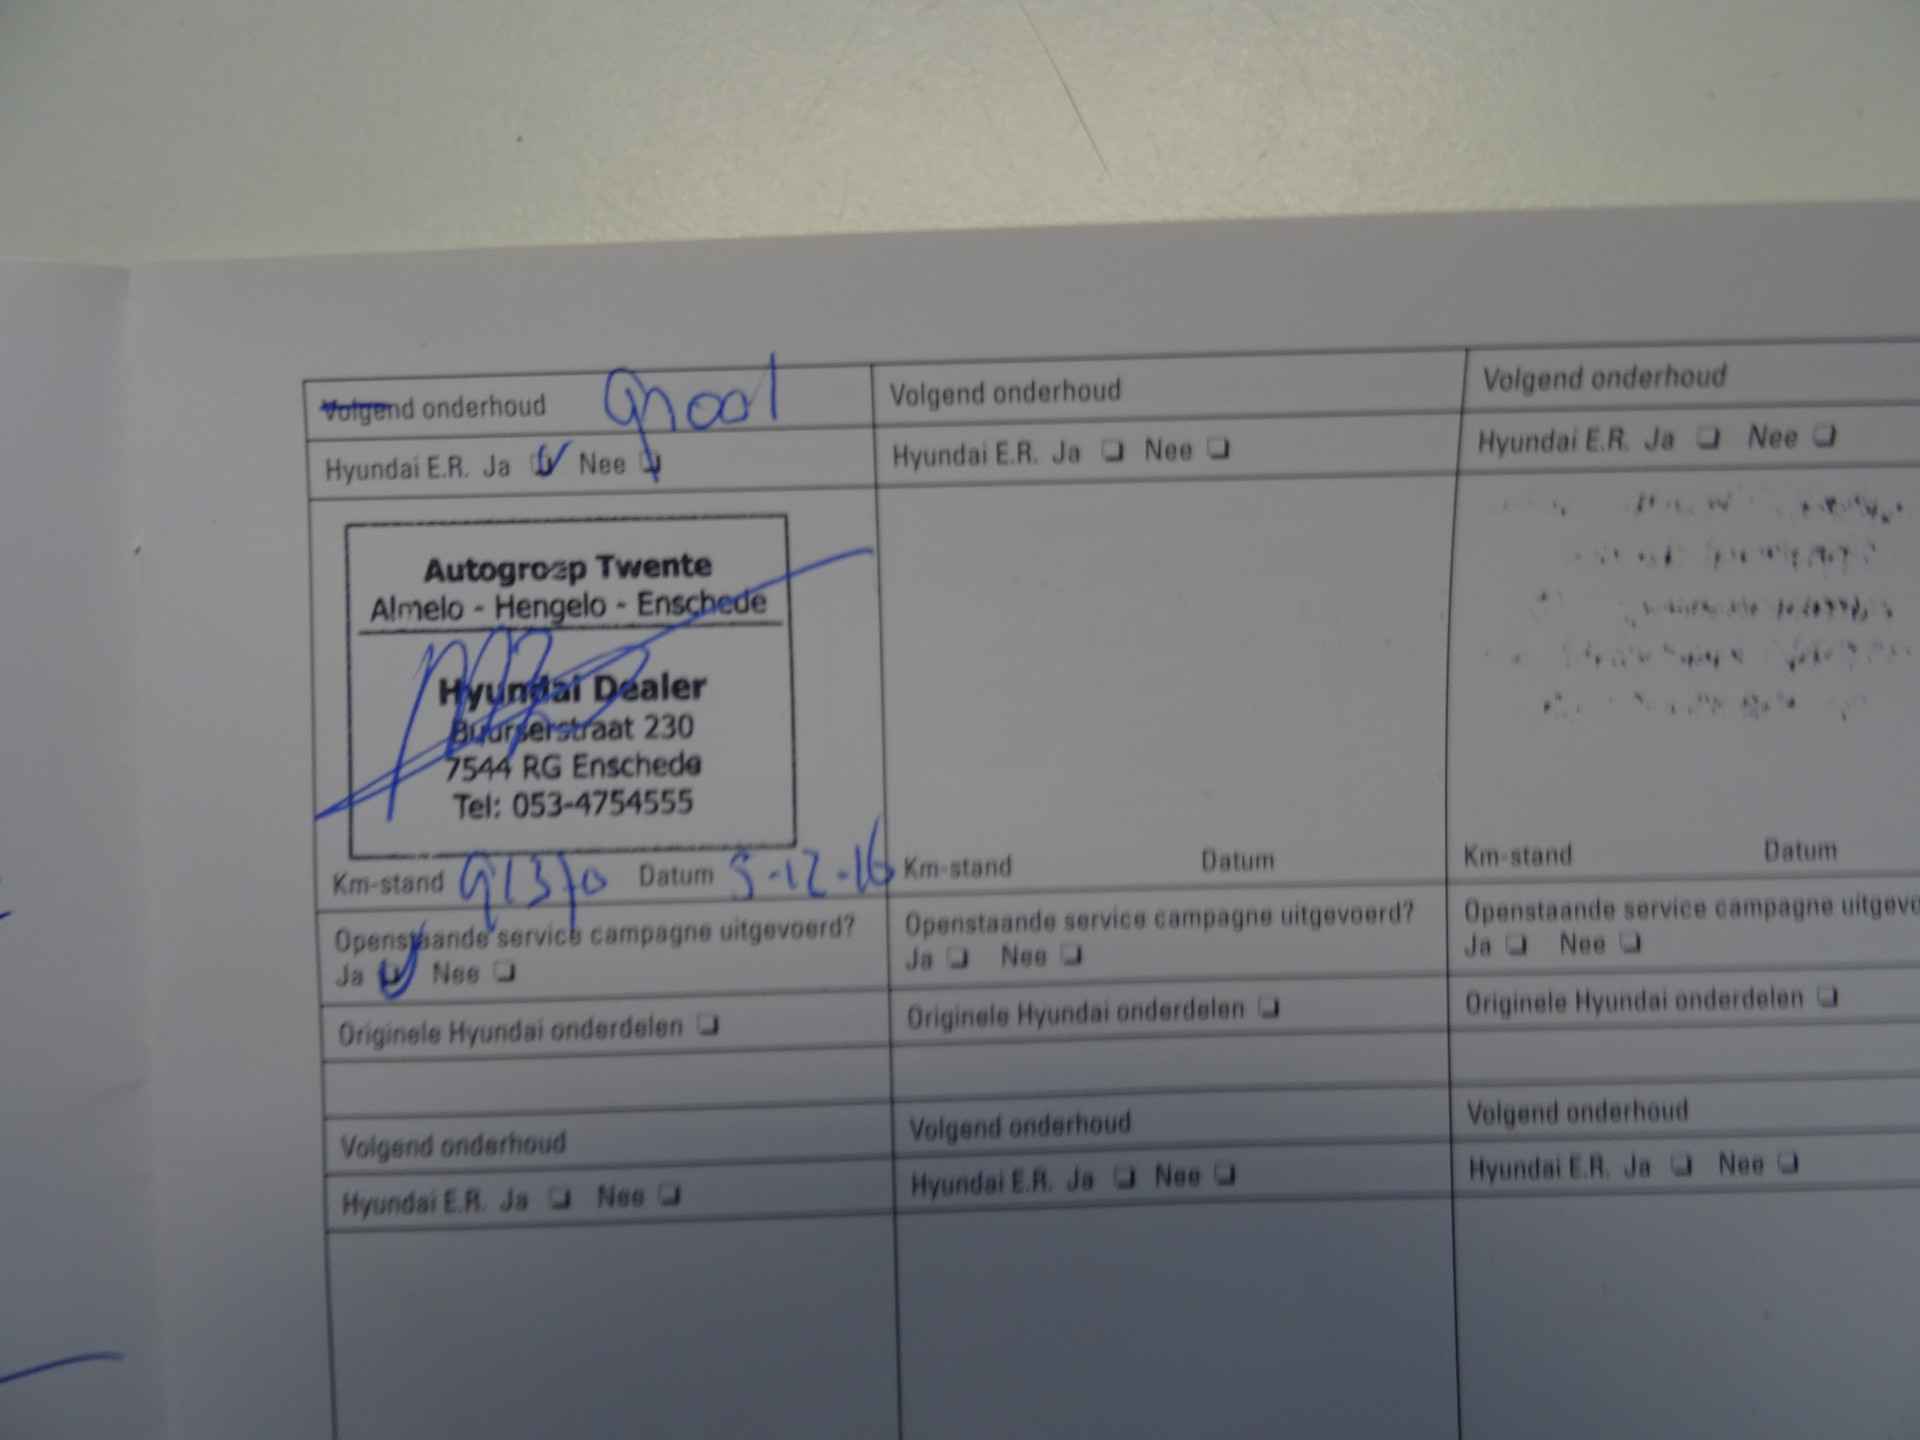 Volgend onderhoud Groot
Hyundai E.R. Ja Nee
Autogroep Twente
Almelo - Hengelo - Enschede
Hyundai Dealer
Buurserstraat 230
7544 RG Enschede
Tel: 053-4754555
Km-stand Datum 5-12-16
Openstaande service campagne uitgevoerd?
Ja Nee
Originele Hyundai onderdelen
Volgend onderhoud
Hyundai E.R. Ja Nee
Volgend onderhoud
Hyundai E.R. Ja Nee
Km-stand Datum
Openstaande service campagne uitgevoerd?
Ja Nee
Originele Hyundai onderdelen
Volgend onderhoud
Hyundai E.R. Ja Nee
Volgend onderhoud
Hyundai E.R. Ja Nee
Km-stand Datum
Openstaande service campagne uitgevo
Ja Nee
Originele Hyundai onderdelen
Volgend onderhoud
Hyundai E.R. Ja Nee